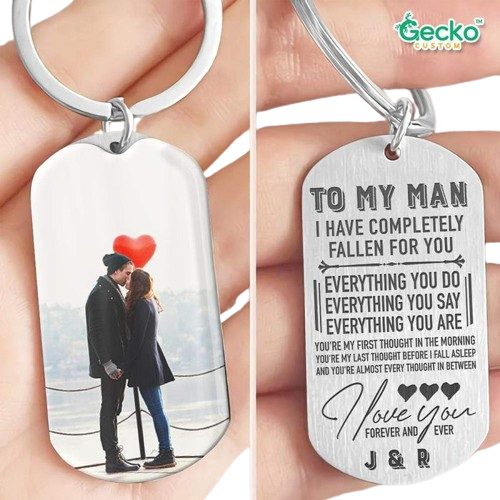 Gecko
CUSTOM
TO MY MAN
I HAVE COMPLETELY
FALLEN FOR YOU
EVERYTHING YOU DO
EVERYTHING YOU SAY
EVERYTHING YOU ARE
YOU'RE MY FIRST THOUGHT IN THE MORNING
YOU'RE MY LAST THOUGHT BEFORE I FALL ASLEEP
AND YOU'RE ALMOST EVERY THOUGHT IN BETWEEN
I love You
FOREVER AND EVER
J & R